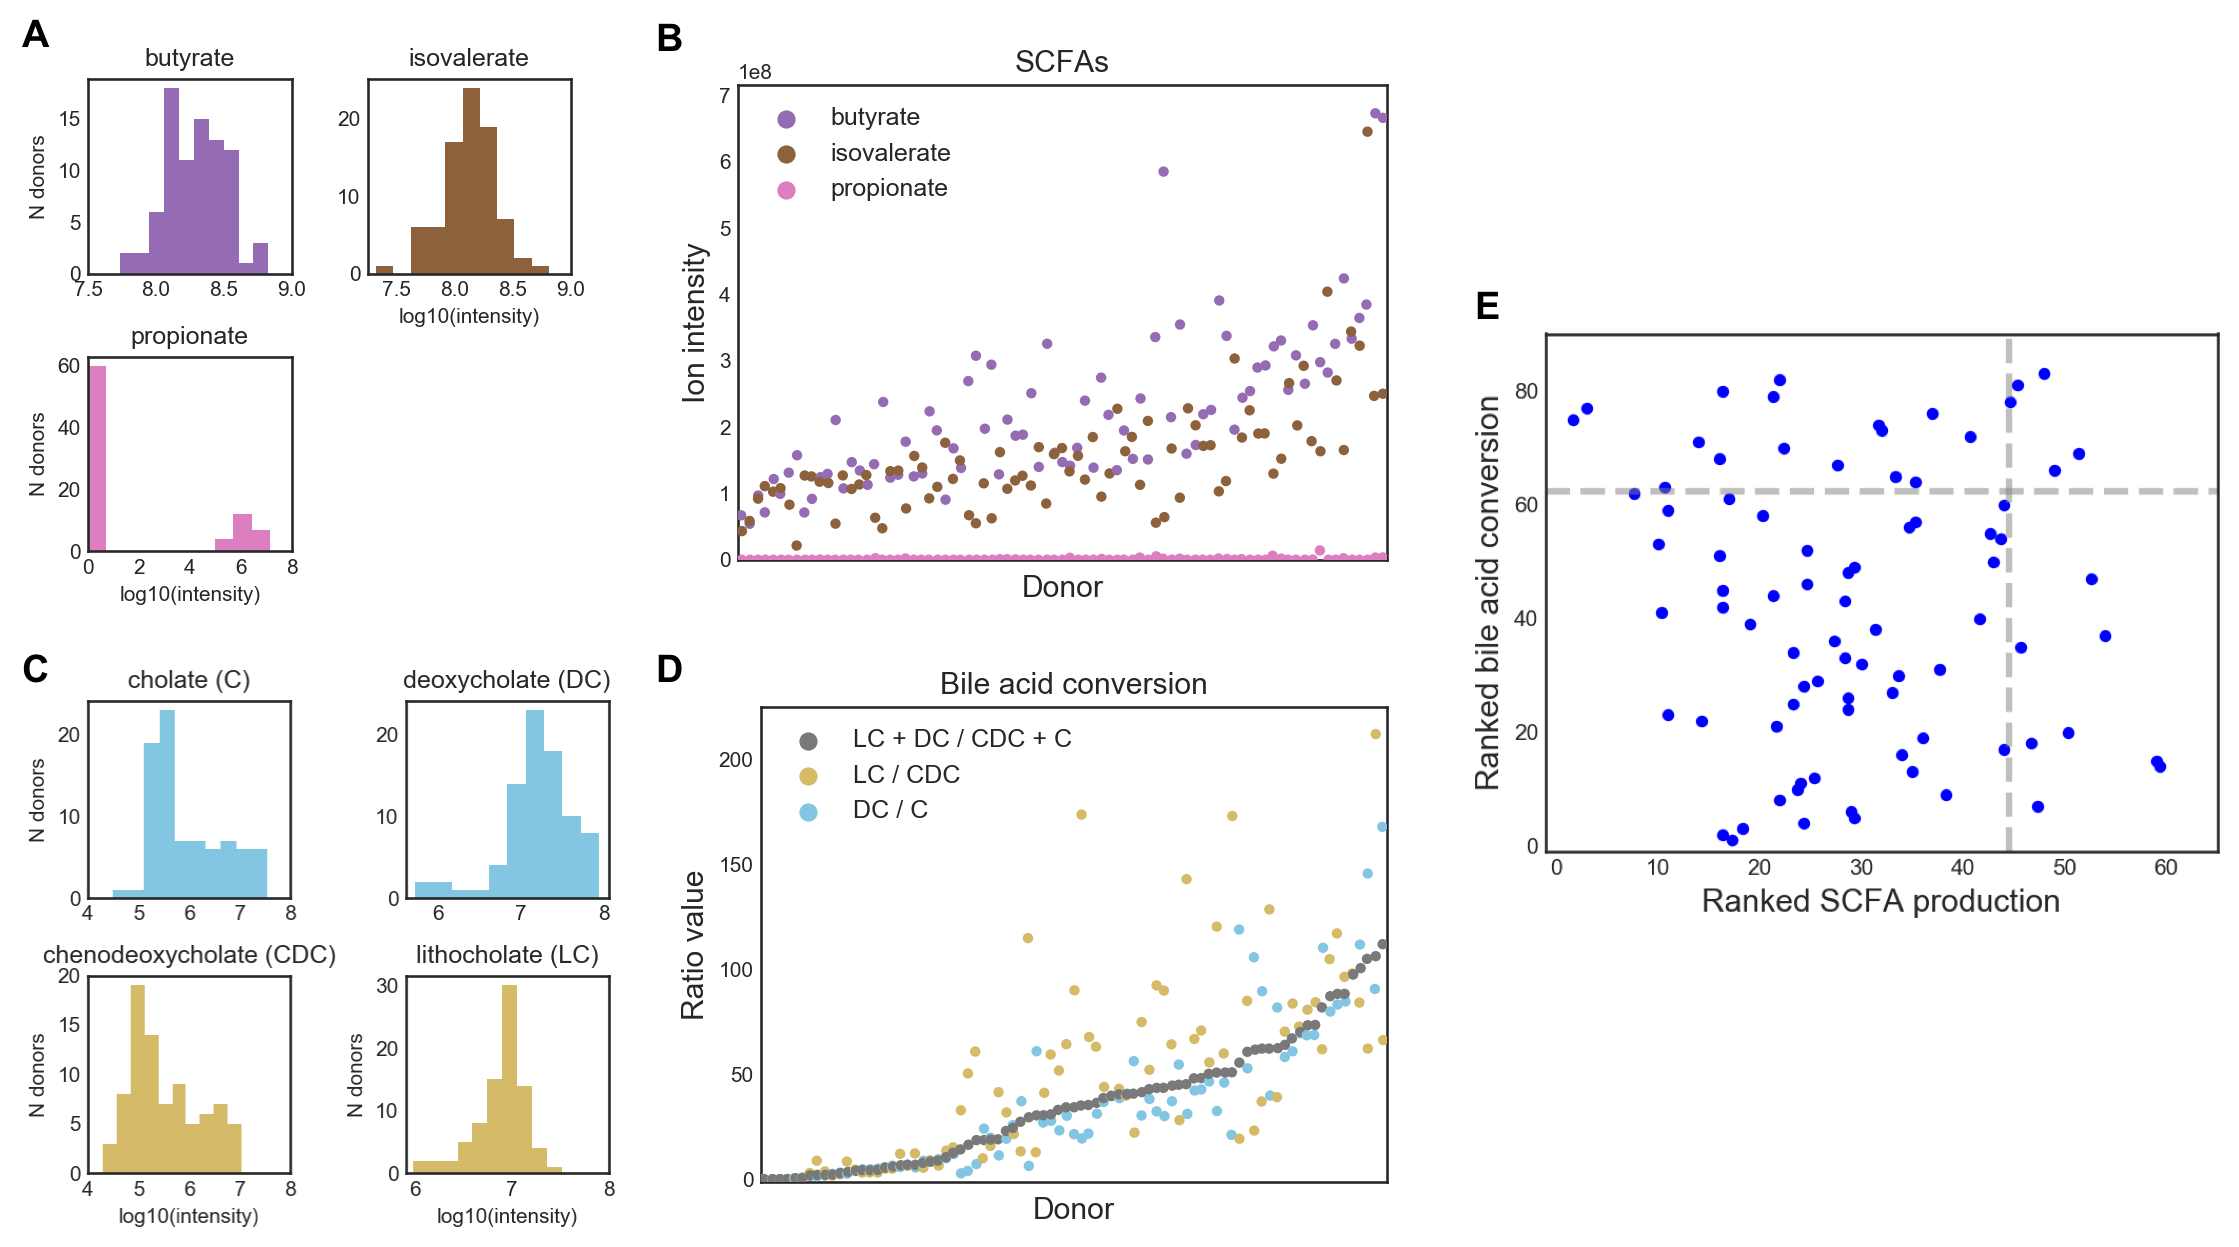 A
butyrate
N donors
15
10
5
0
7.5 8.0 8.5 9.0
isovalerate
20
10
0
7.5 8.0 8.5 9.0
log10(intensity)
propionate
N donors
60
40
20
0
0 2 4 6 8
log10(intensity)
B
SCFAs
1e8
butyrate
isovalerate
propionate
Ion intensity
7
6
5
4
3
2
1
0
Donor
C
cholate (C)
N donors
20
10
0
4 5 6 7 8
deoxycholate (DC)
20
10
0
6 7 8
chenodeoxycholate (CDC)
N donors
20
15
10
5
0
4 5 6 7 8
log10(intensity)
lithocholate (LC)
N donors
30
20
10
0
6 7 8
log10(intensity)
D
Bile acid conversion
LC + DC / CDC + C
LC / CDC
DC / C
Ratio value
200
150
100
50
0
Donor
E
Ranked bile acid conversion
80
60
40
20
0
0 10 20 30 40 50 60
Ranked SCFA production